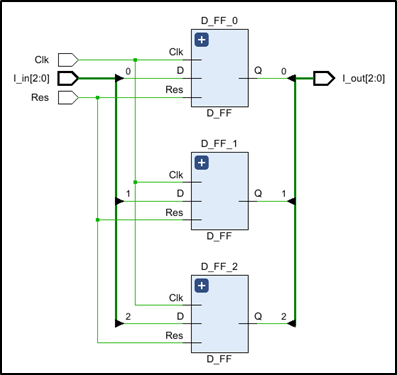 D_FF_0
Clk
Clk
I_in[2:0]
0
D
Q
0
I_out[2:0]
Res
Res
D_FF
D_FF_1
Clk
1
D
Q
1
Res
D_FF
D_FF_2
Clk
2
D
Q
2
Res
D_FF